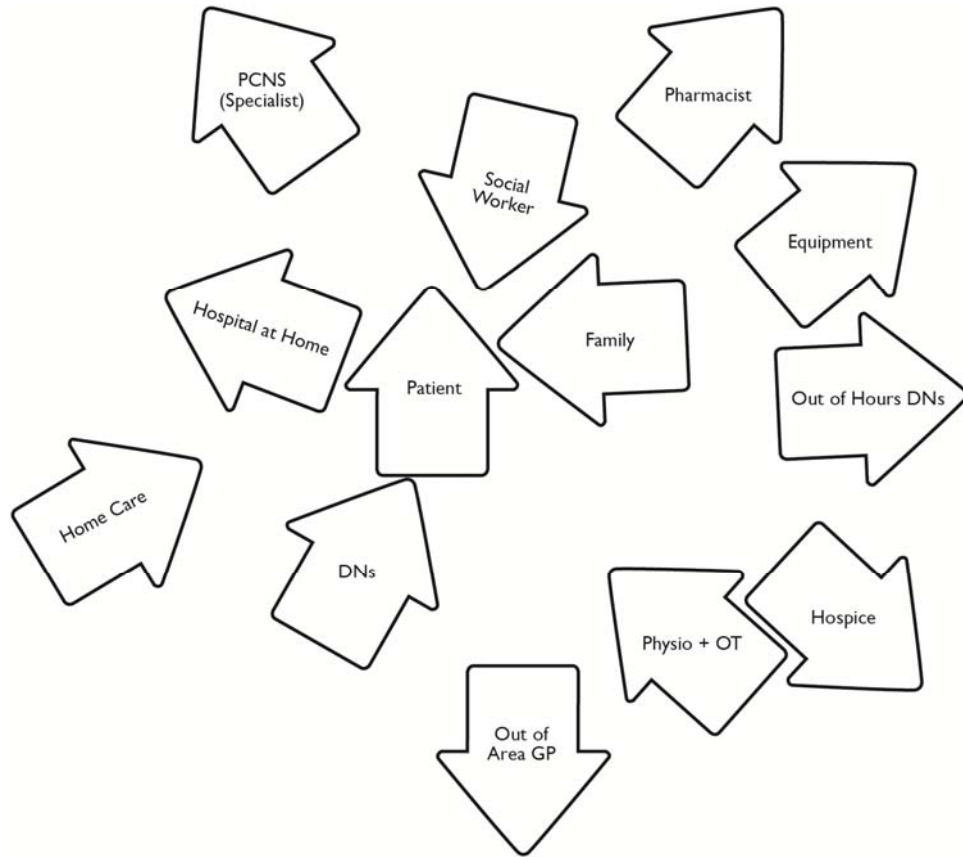 PCNS
(Specialist)
Pharmacist
Social
Worker
Equipment
Hospital at Home
Family
Patient
Out of Hours DNs
Home Care
DNs
Hospice
Physio + OT
Out of
Area GP